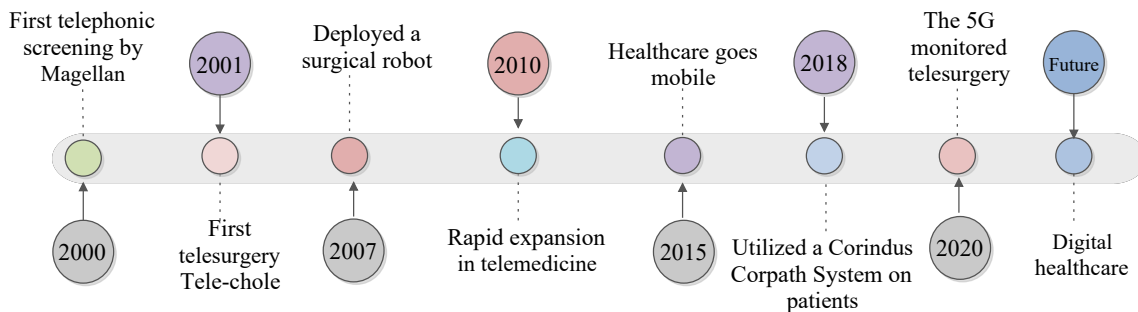 First telephonic
screening by
Magellan
2000
2001
First
telesurgery
Tele-chole
Deployed a
surgical robot
2007
2010
Rapid expansion
in telemedicine
Healthcare goes
mobile
2015
2018
Utilized a Corindus
Corpath System on
patients
The 5G
monitored
telesurgery
2020
Future
Digital
healthcare